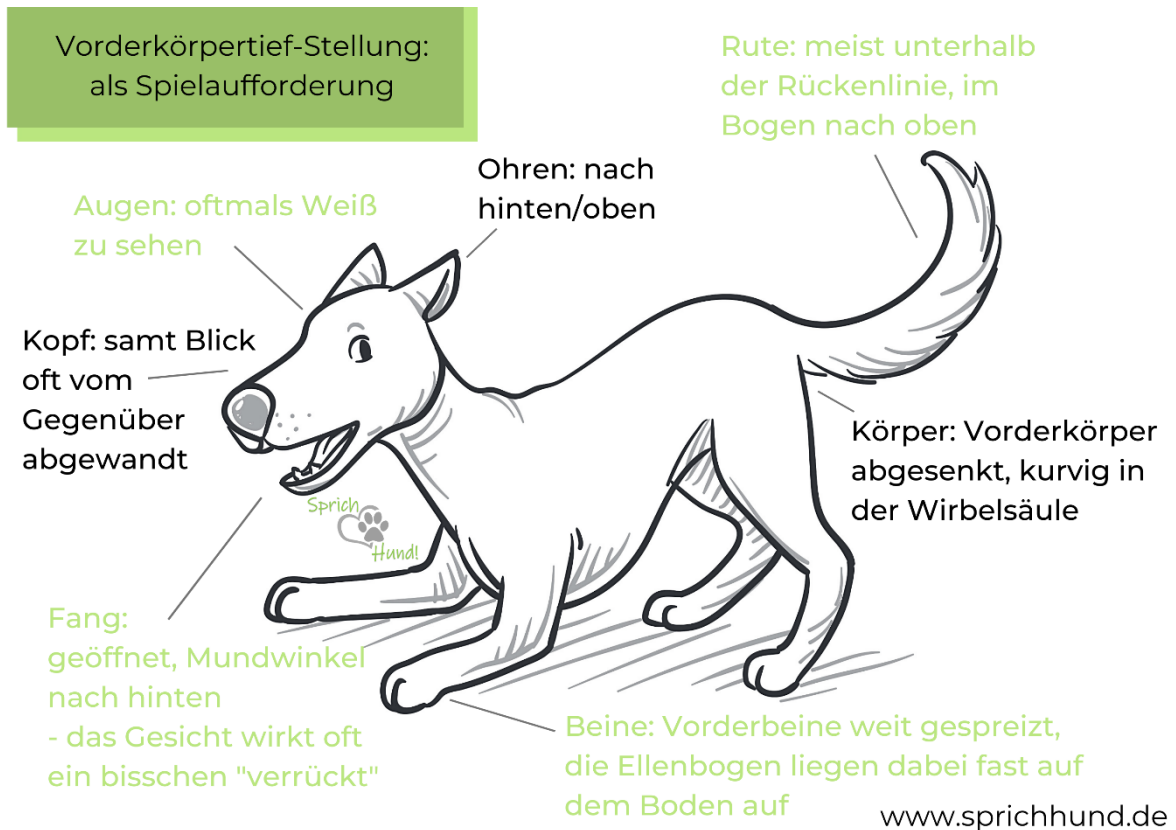 Vorderkörpertief-Stellung:
als Spielaufforderung
Rute: meist unterhalb
der Rückenlinie, im
Bogen nach oben
Ohren: nach
hinten/oben
Augen: oftmals Weiß
zu sehen
Kopf: samt Blick
oft vom
Gegenüber
abgewandt
Körper: Vorderkörper
abgesenkt, kurvig in
der Wirbelsäule
Sprich
Hund!
Fang:
geöffnet, Mundwinkel
nach hinten
- das Gesicht wirkt oft
ein bisschen "verrückt"
Beine: Vorderbeine weit gespreizt,
die Ellenbogen liegen dabei fast auf
dem Boden auf
www.sprichhund.de